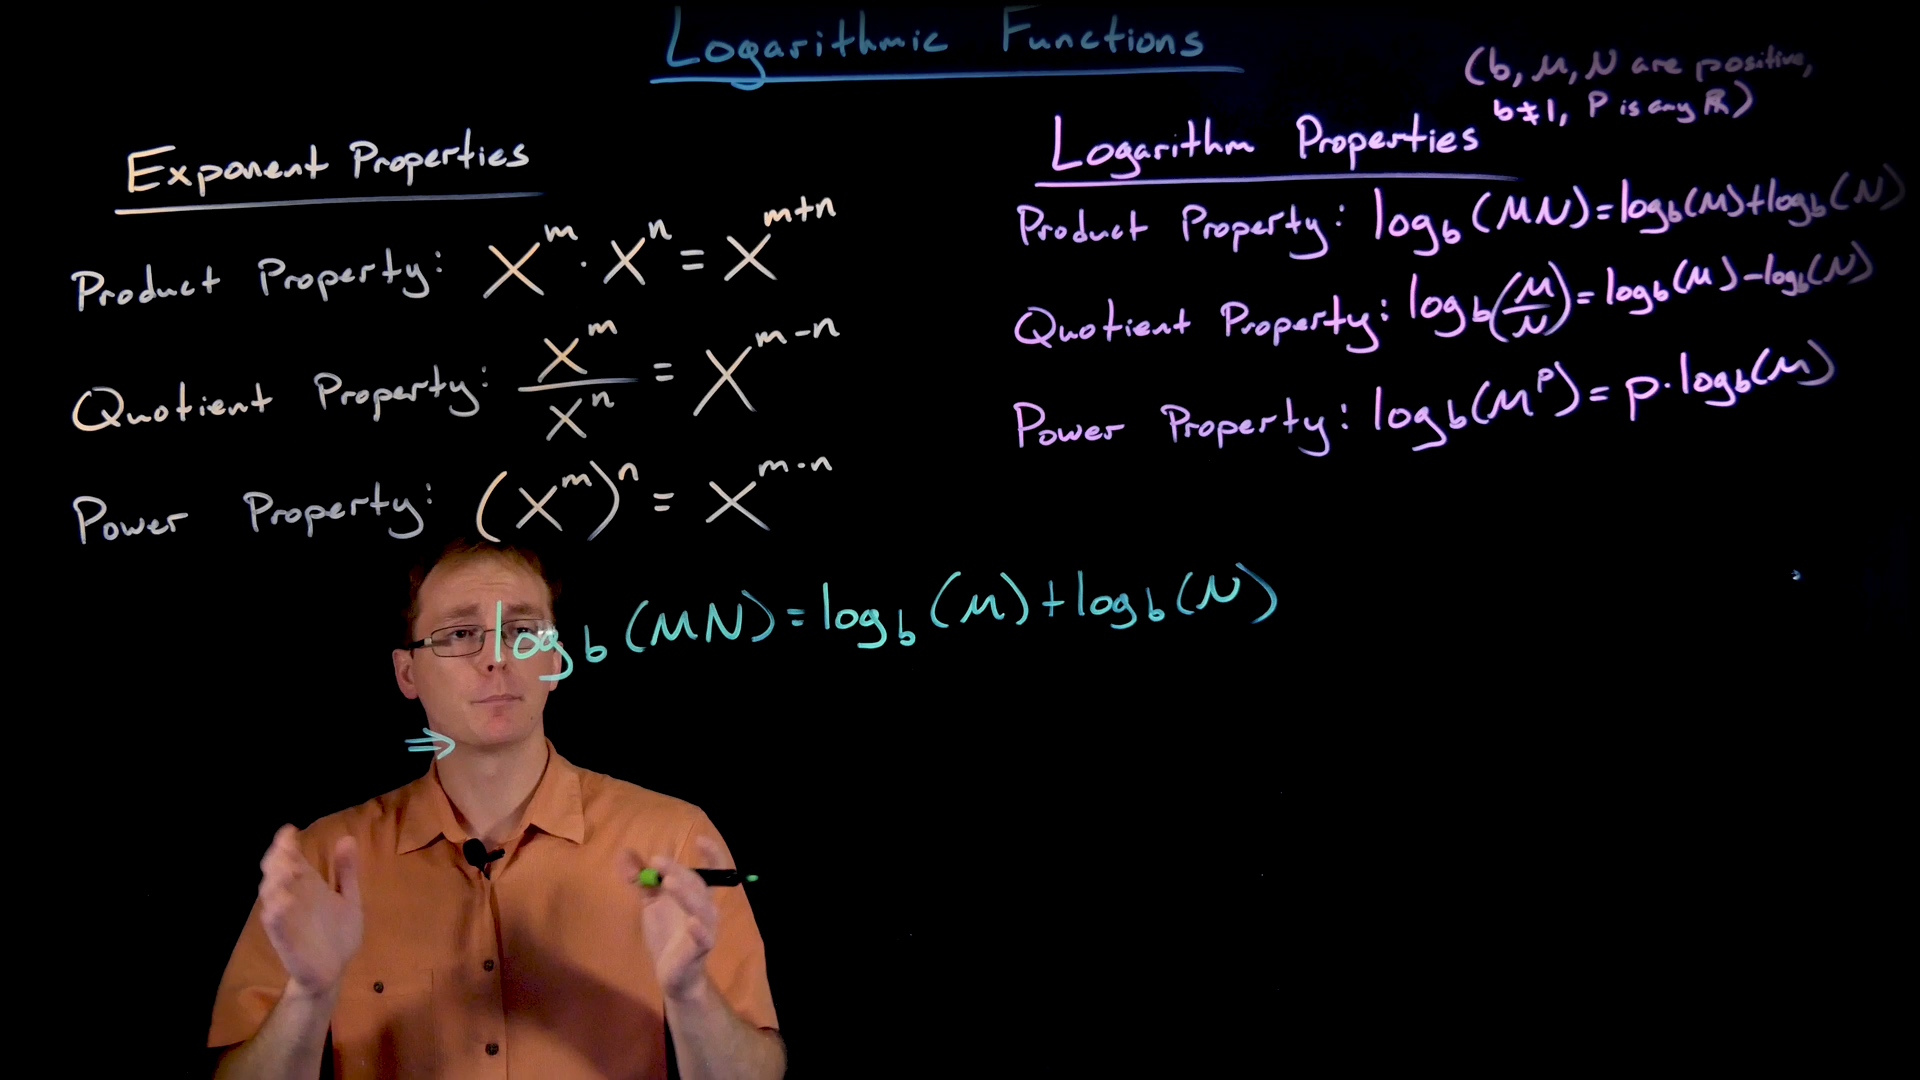 Logarithmic Functions
(b, M, N are positive,
b≠1, P is any ℝ)
Exponent Properties
Product Property: x^m · x^n = x^(m+n)
Quotient Property: x^m / x^n = x^(m-n)
Power Property: (x^m)^n = x^(m·n)
Logarithm Properties
Product Property: log_b(MN)=log_b(M)+log_b(N)
Quotient Property: log_b(M/N)=log_b(M)-log_b(N)
Power Property: log_b(M^p)=p·log_b(M)
log_b(MN)=log_b(M)+log_b(N)
⇒